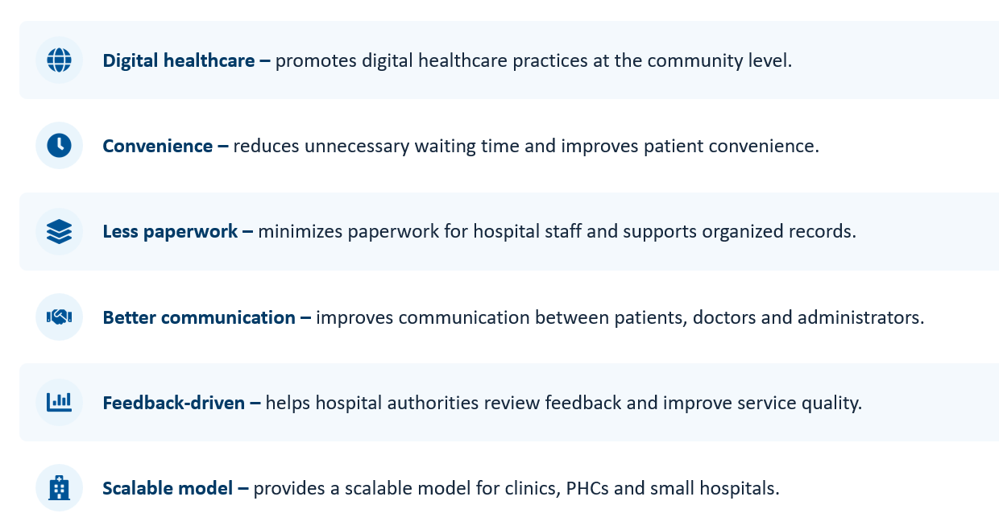 Digital healthcare – promotes digital healthcare practices at the community level.
Convenience – reduces unnecessary waiting time and improves patient convenience.
Less paperwork – minimizes paperwork for hospital staff and supports organized records.
Better communication – improves communication between patients, doctors and administrators.
Feedback-driven – helps hospital authorities review feedback and improve service quality.
Scalable model – provides a scalable model for clinics, PHCs and small hospitals.